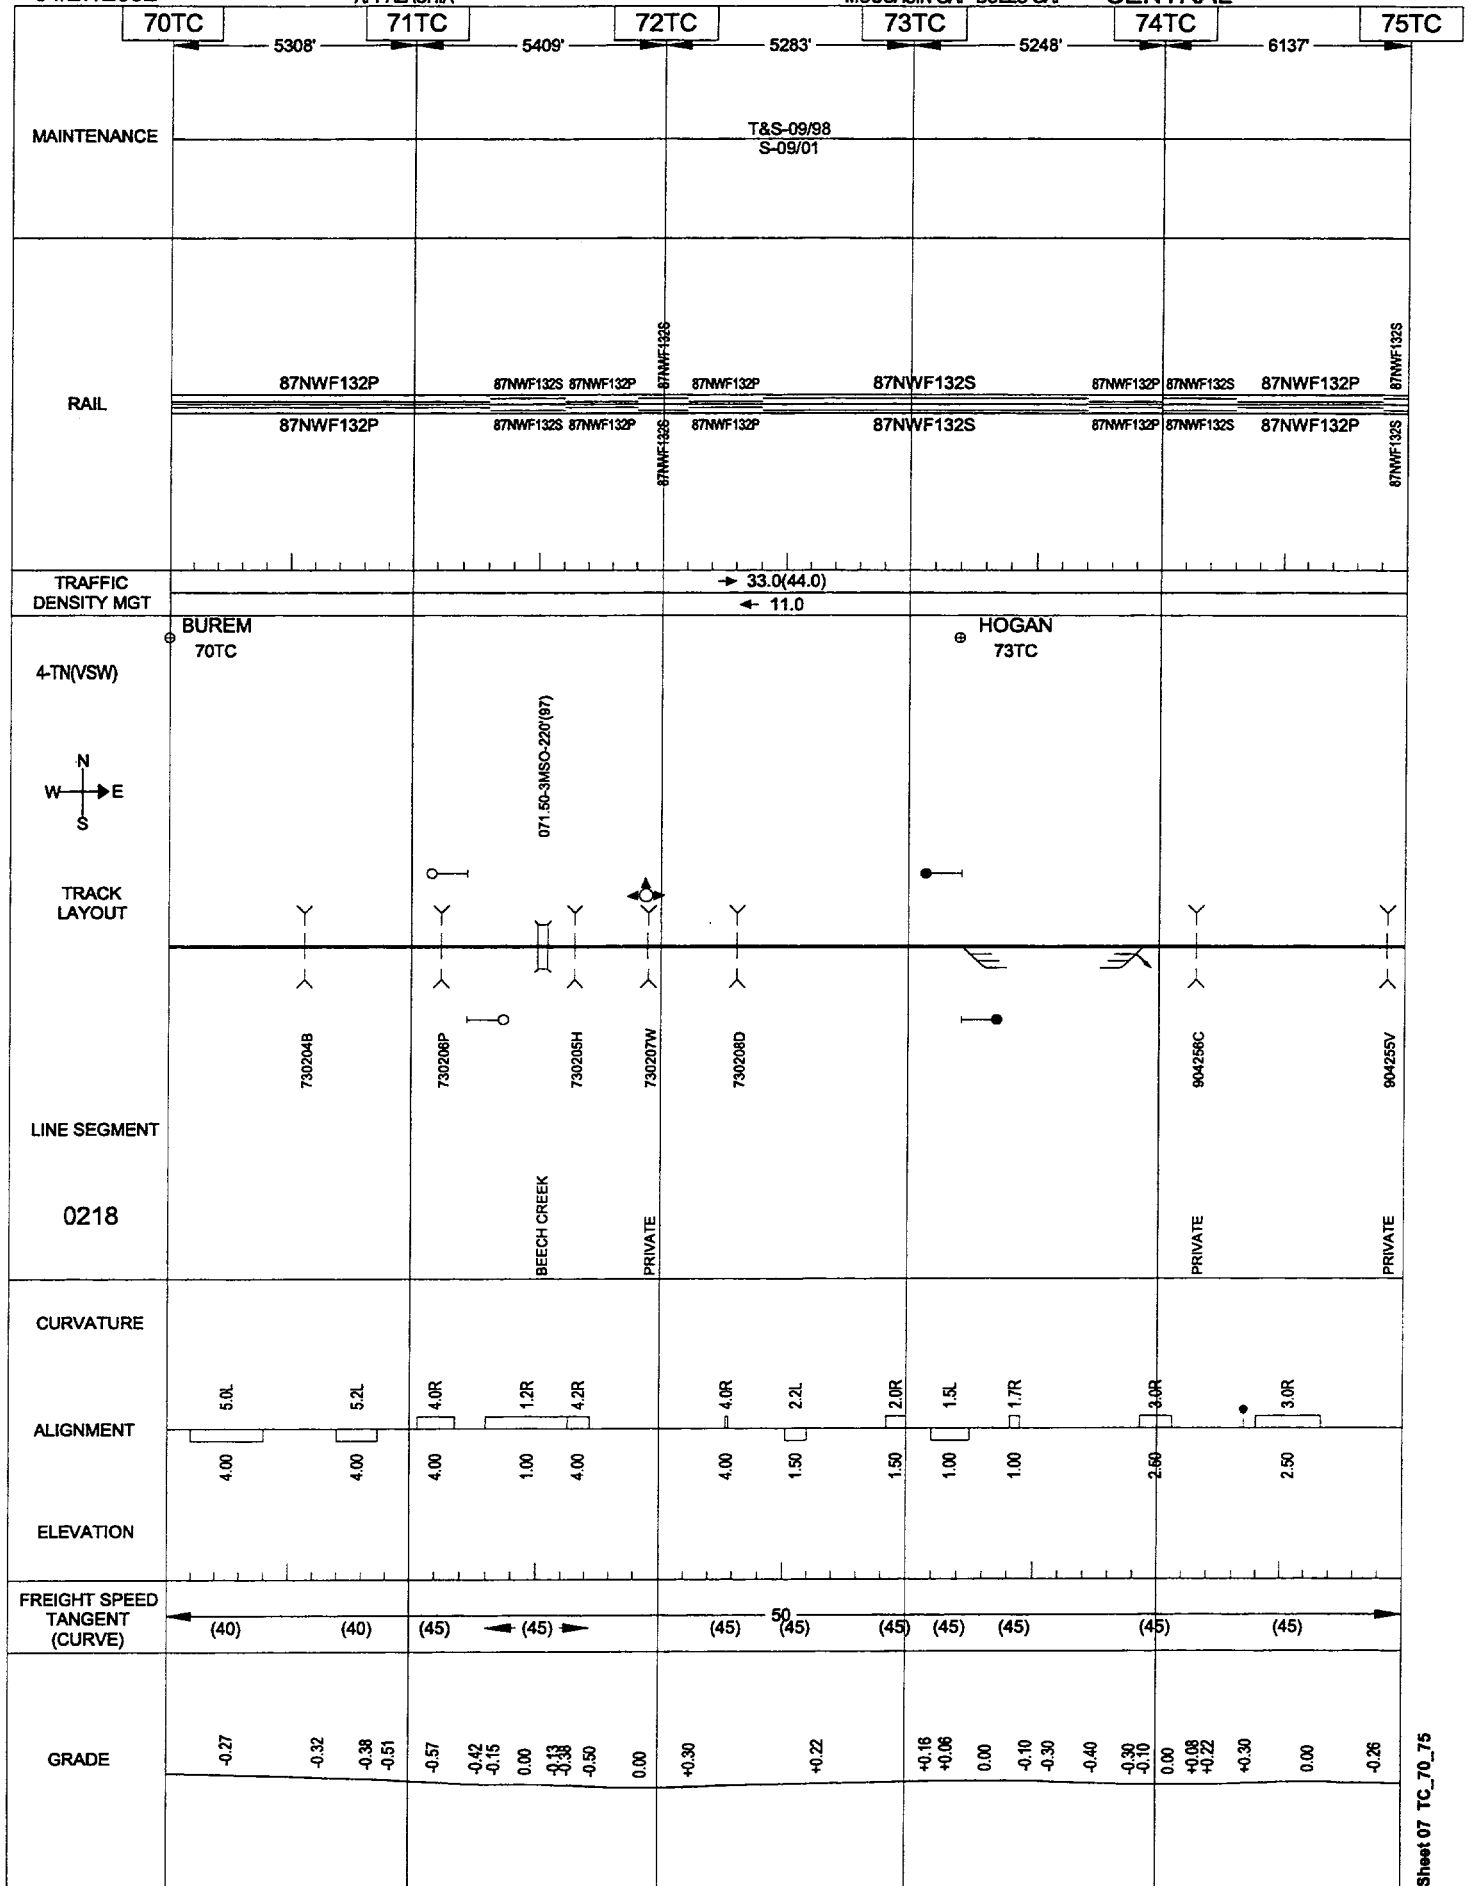 70TC 71TC 72TC 73TC 74TC 75TC
5308' 5409' 5283' 5248' 6137'
MAINTENANCE
T&S-09/98
S-09/01
87NWF132S 87NWF132S
87NWF132P 87NWF132S 87NWF132P 87NWF132P 87NWF132S 87NWF132P 87NWF132S 87NWF132P
RAIL
87NWF132P 87NWF132S 87NWF132P 87NWF132P 87NWF132S 87NWF132P 87NWF132S 87NWF132P
87NWF132S 87NWF132S
TRAFFIC
DENSITY MGT
33.0(44.0)
11.0
BUREM
70TC
HOGAN
73TC
4-TN(VSW)
071.50-3MSO-220'(97)
N
W E
S
TRACK
LAYOUT
730204B 730206P 730205H 730207W 730208D 904256C 904255V
LINE SEGMENT
0218
BEECH CREEK PRIVATE PRIVATE PRIVATE
CURVATURE
5.0L 5.2L 4.0R 1.2R 4.2R 4.0R 2.2L 2.0R 1.5L 1.7R 3.0R 3.0R
ALIGNMENT
4.00 4.00 4.00 1.00 4.00 4.00 1.50 1.50 1.00 1.00 2.50 2.50
ELEVATION
FREIGHT SPEED
TANGENT
(CURVE)
50
(40) (40) (45) (45) (45) (45) (45) (45) (45) (45) (45)
GRADE
-0.27 -0.32 -0.38 -0.51 -0.57 -0.42 -0.15 0.00 -0.13 -0.38 -0.50 0.00 +0.30 +0.22 +0.16 +0.06 0.00 -0.10 -0.30 -0.40 -0.30 -0.10 0.00 +0.08 +0.22 +0.30 0.00 -0.26
Sheet 07 TC_70_75